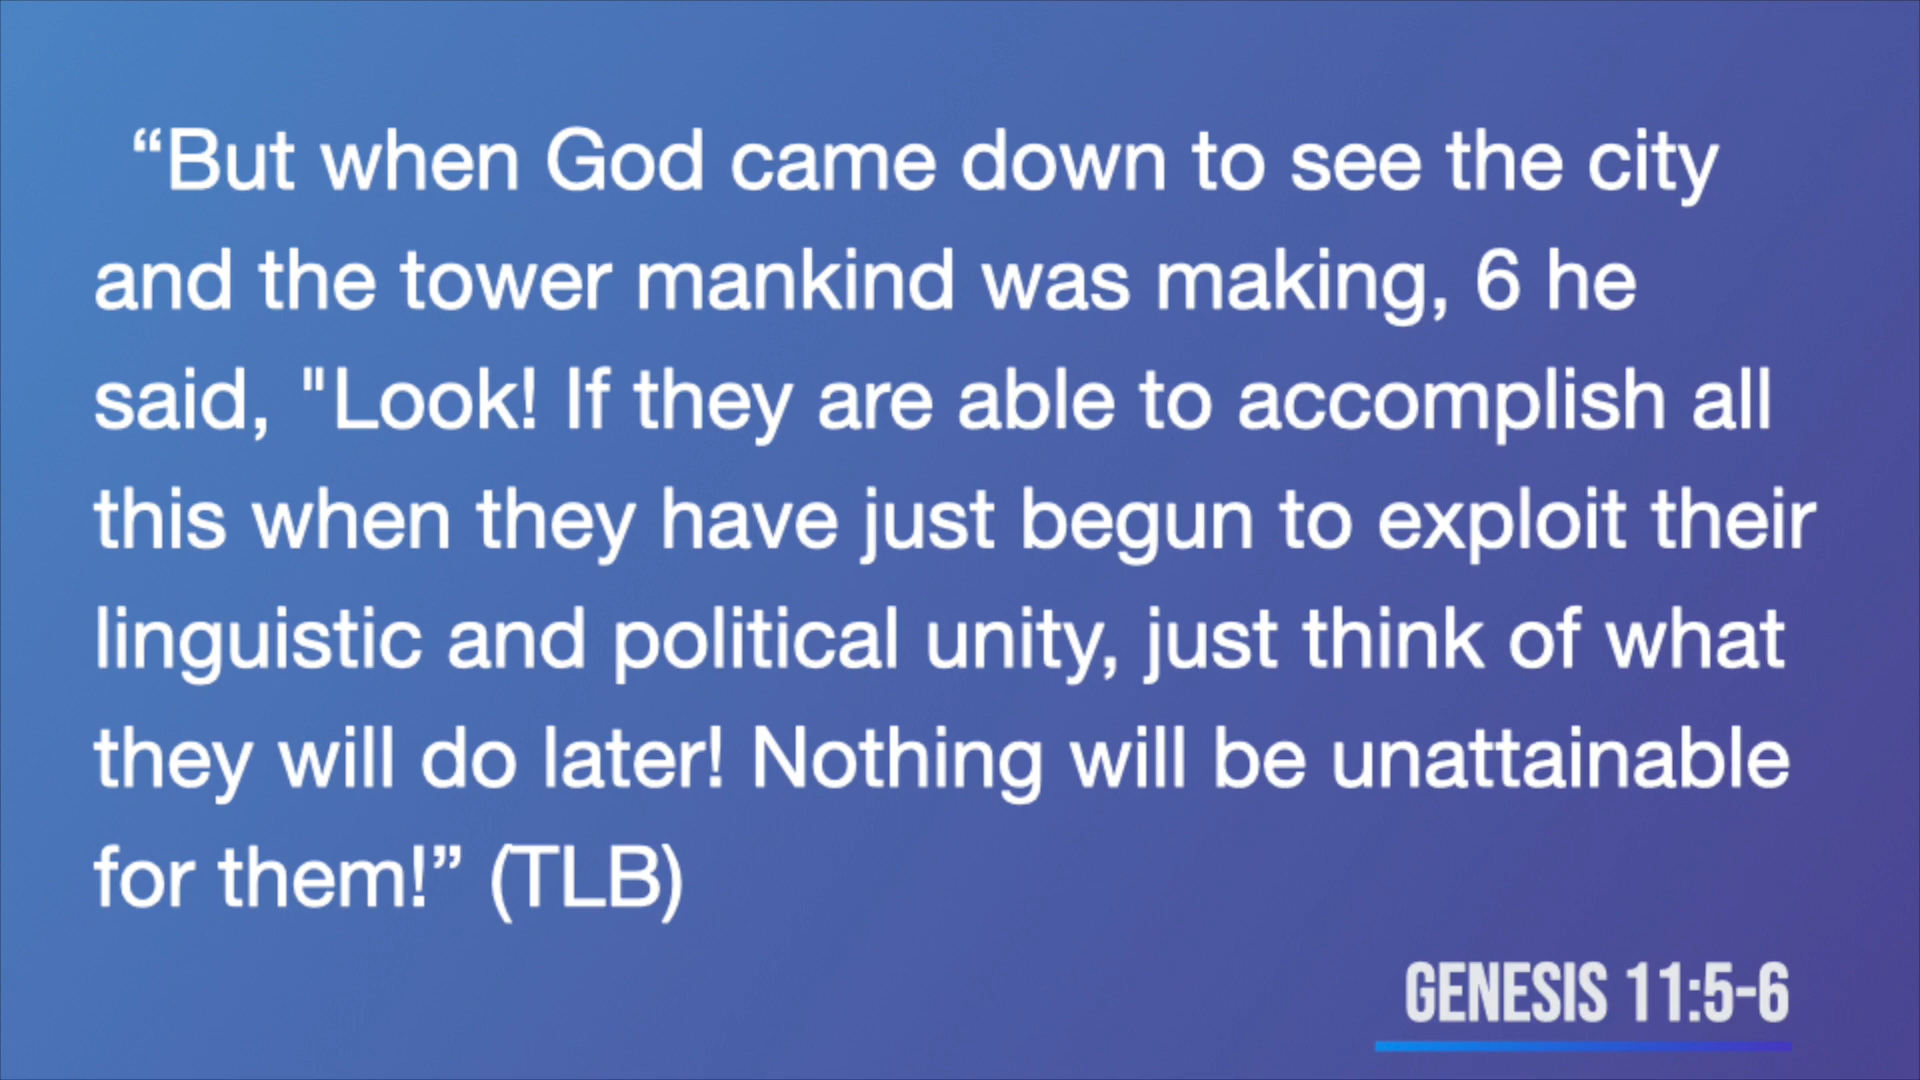 “But when God came down to see the city
and the tower mankind was making, 6 he
said, "Look! If they are able to accomplish all
this when they have just begun to exploit their
linguistic and political unity, just think of what
they will do later! Nothing will be unattainable
for them!” (TLB)
GENESIS 11:5-6